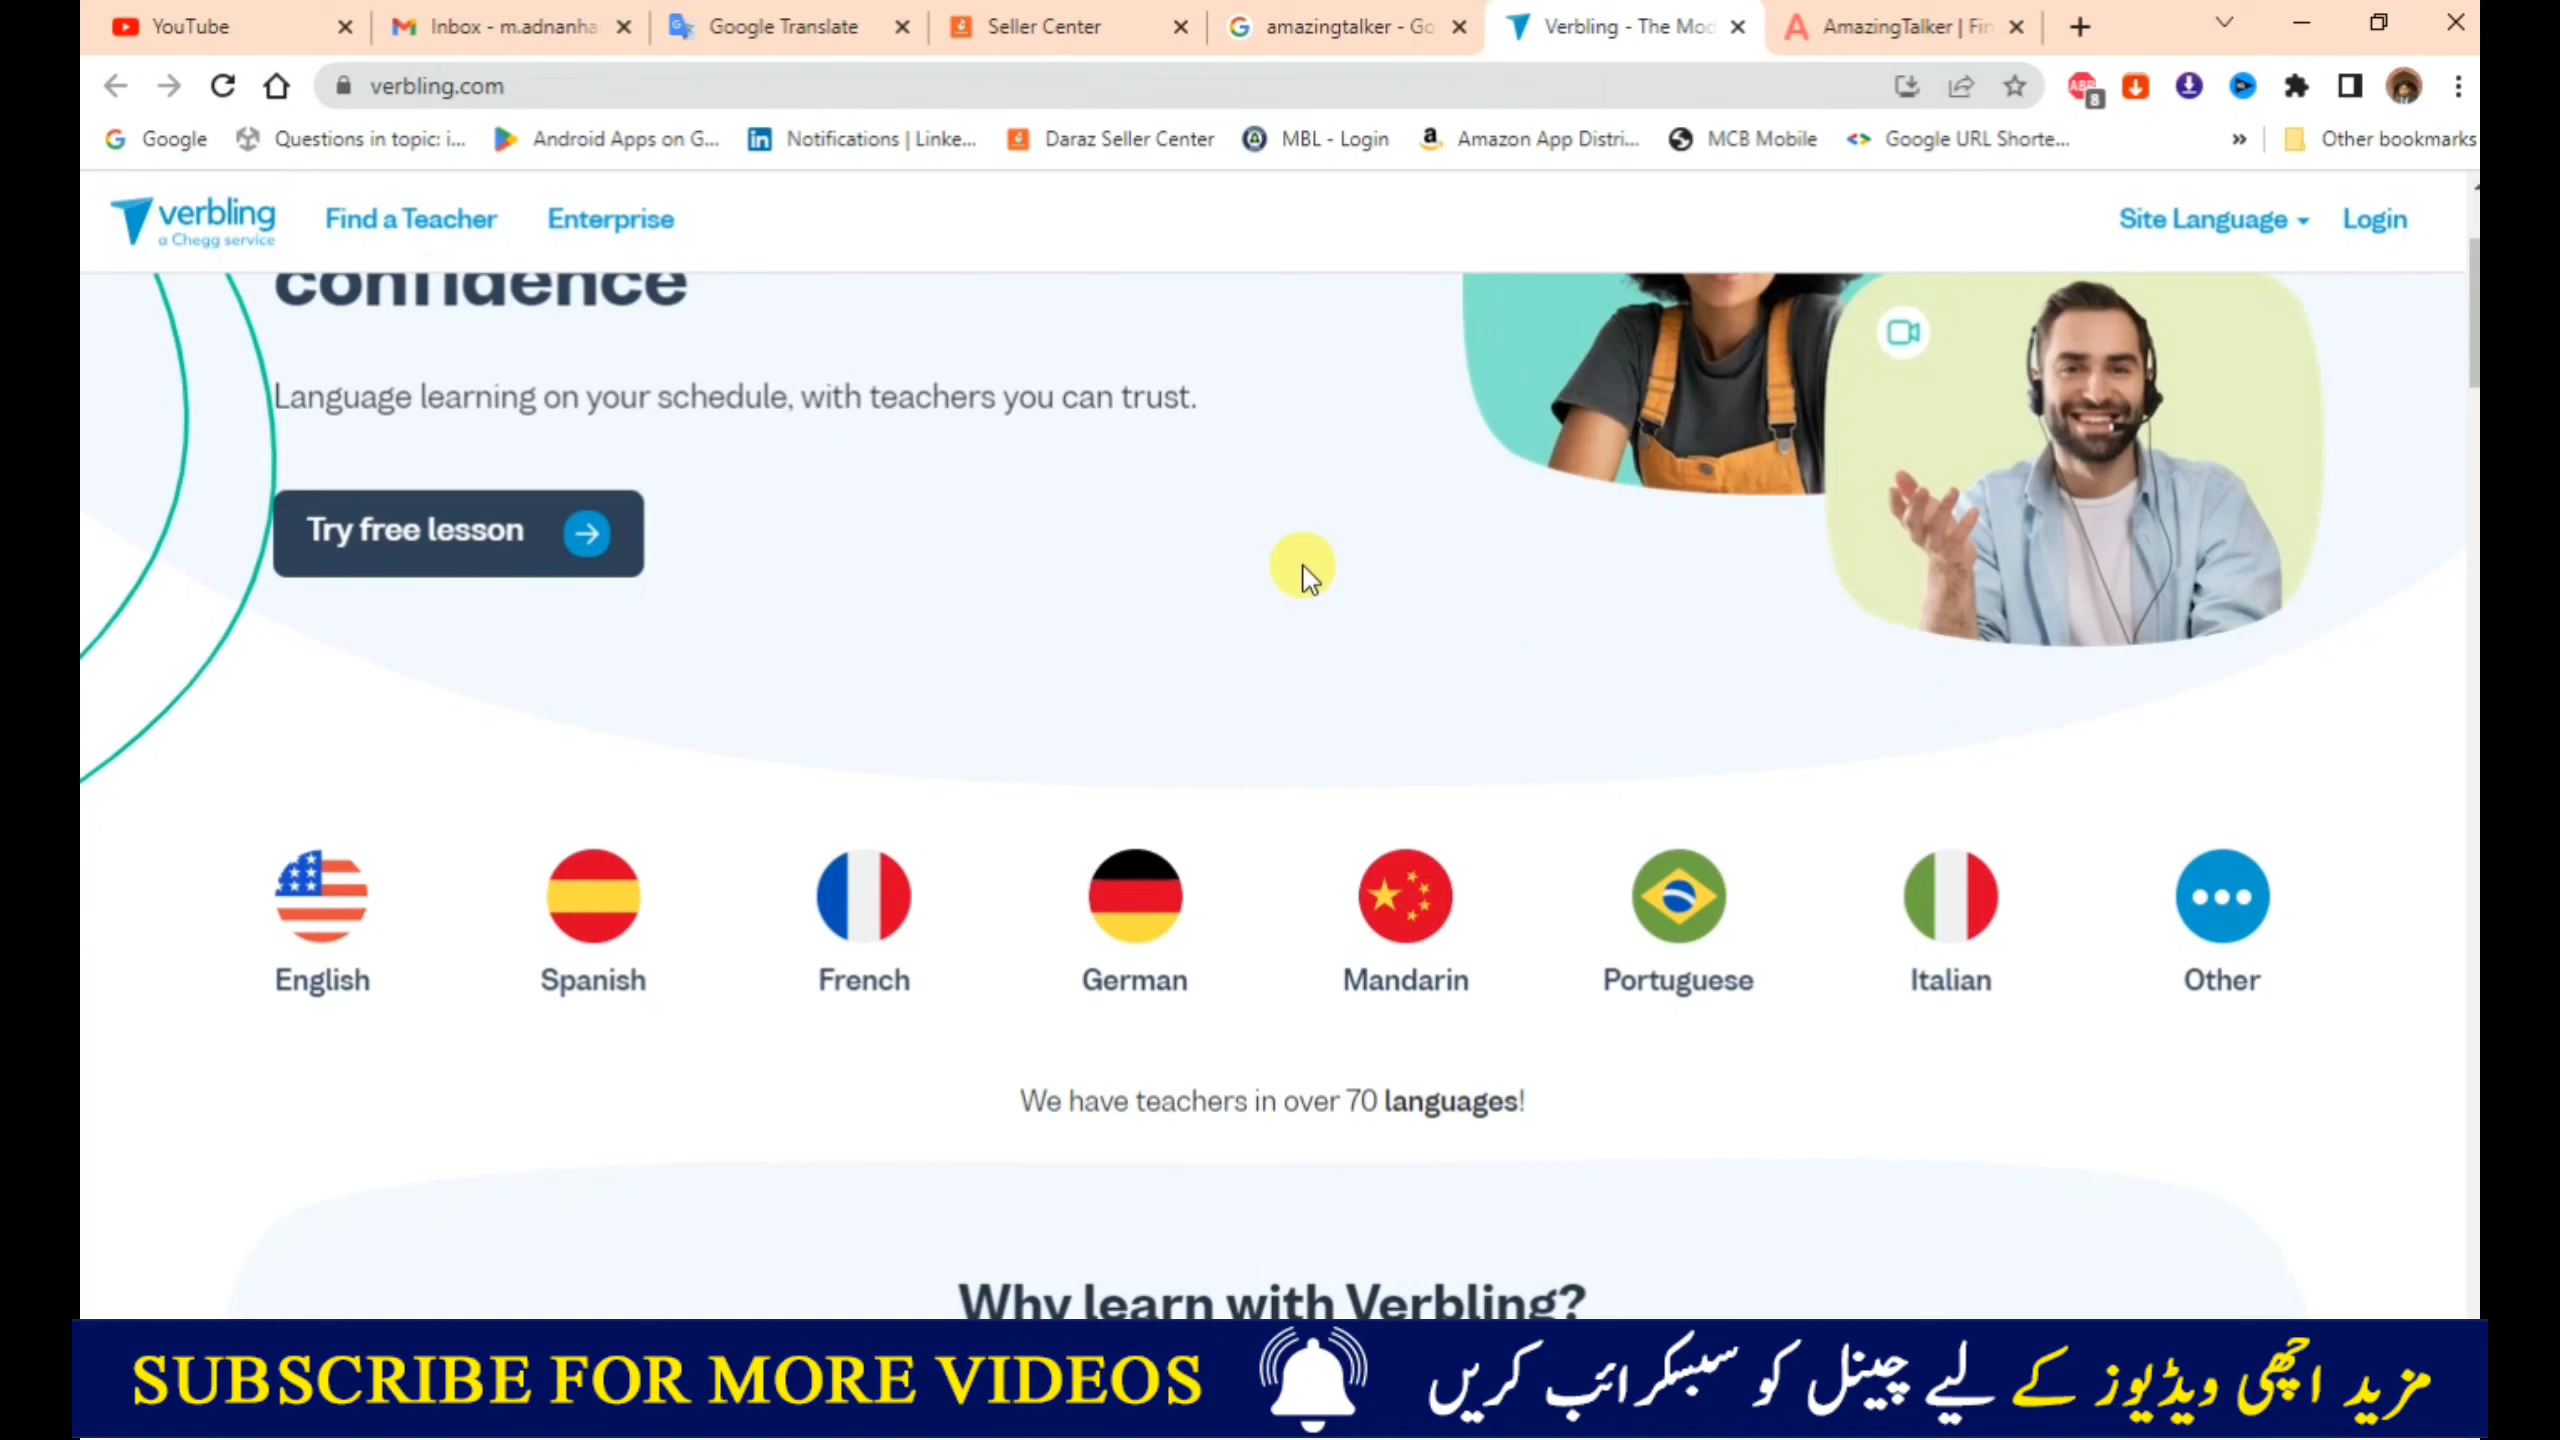 YouTube
Inbox - m.adnanha
Google Translate
Seller Center
amazingtalker - Go
Verbling - The Mod
AmazingTalker | Fin
verbling.com
ABP
8
Google
Questions in topic: i...
Android Apps on G...
Notifications | Linke...
Daraz Seller Center
MBL - Login
Amazon App Distri...
MCB Mobile
Google URL Shorte...
»
Other bookmarks
verbling
a Chegg service
Find a Teacher
Enterprise
Site Language
Login
confidence
Language learning on your schedule, with teachers you can trust.
Try free lesson
English
Spanish
French
German
Mandarin
Portuguese
Italian
Other
We have teachers in over 70 languages!
Why learn with Verbling?
SUBSCRIBE FOR MORE VIDEOS
مزید اچھی ویڈیوز کے لیے چینل کو سبسکرائب کریں